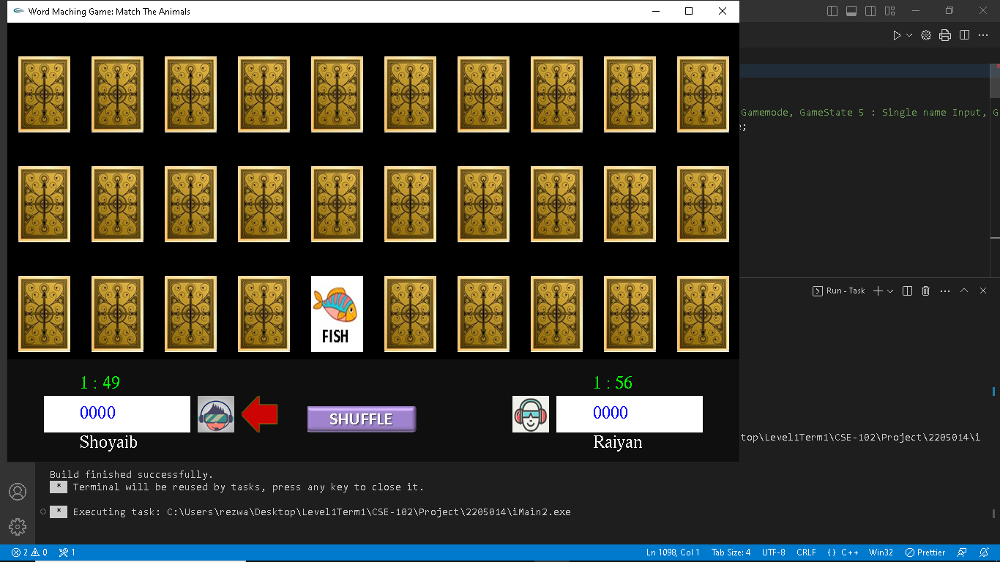 Word Maching Game: Match The Animals
Gamemode, GameState 5 : Single name Input, G
e;
Run - Task
FISH
1 : 49
1 : 56
0000
SHUFFLE
0000
Shoyaib
Raiyan
top\Level1Term1\CSE-102\Project\2205014\i
Build finished successfully.
* Terminal will be reused by tasks, press any key to close it.
* Executing task: C:\Users\rezwa\Desktop\Level1Term1\CSE-102\Project\2205014\iMain2.exe
2 0 1 Ln 1098, Col 1 Tab Size: 4 UTF-8 CRLF {} C++ Win32 Prettier